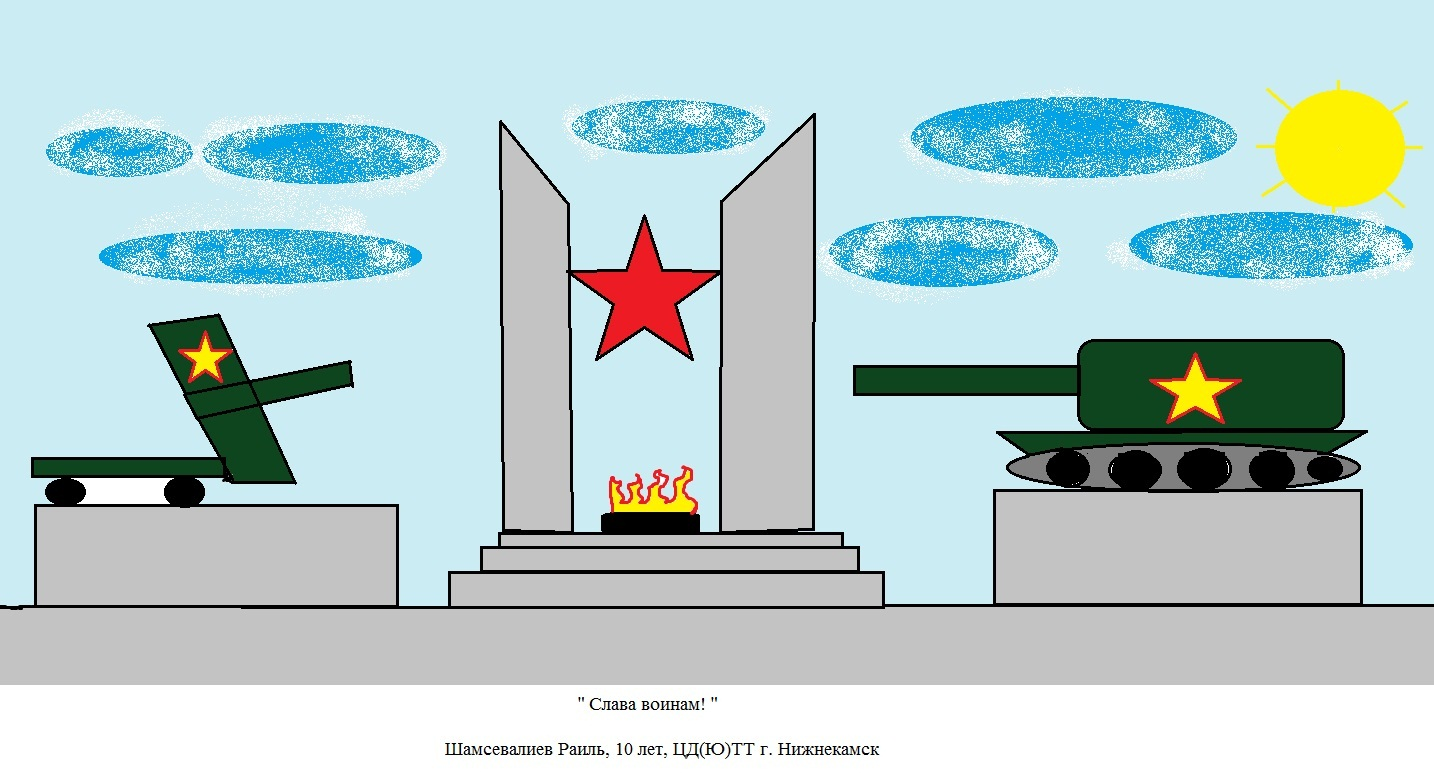 " Слава воинам! "
Шамсевалиев Раиль, 10 лет, ЦД(Ю)ТТ г. Нижнекамск